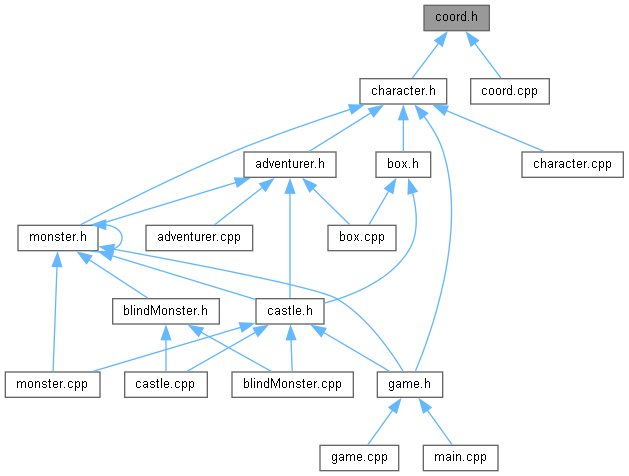 coord.h
character.h
coord.cpp
adventurer.h
box.h
character.cpp
monster.h
adventurer.cpp
box.cpp
blindMonster.h
castle.h
monster.cpp
castle.cpp
blindMonster.cpp
game.h
game.cpp
main.cpp